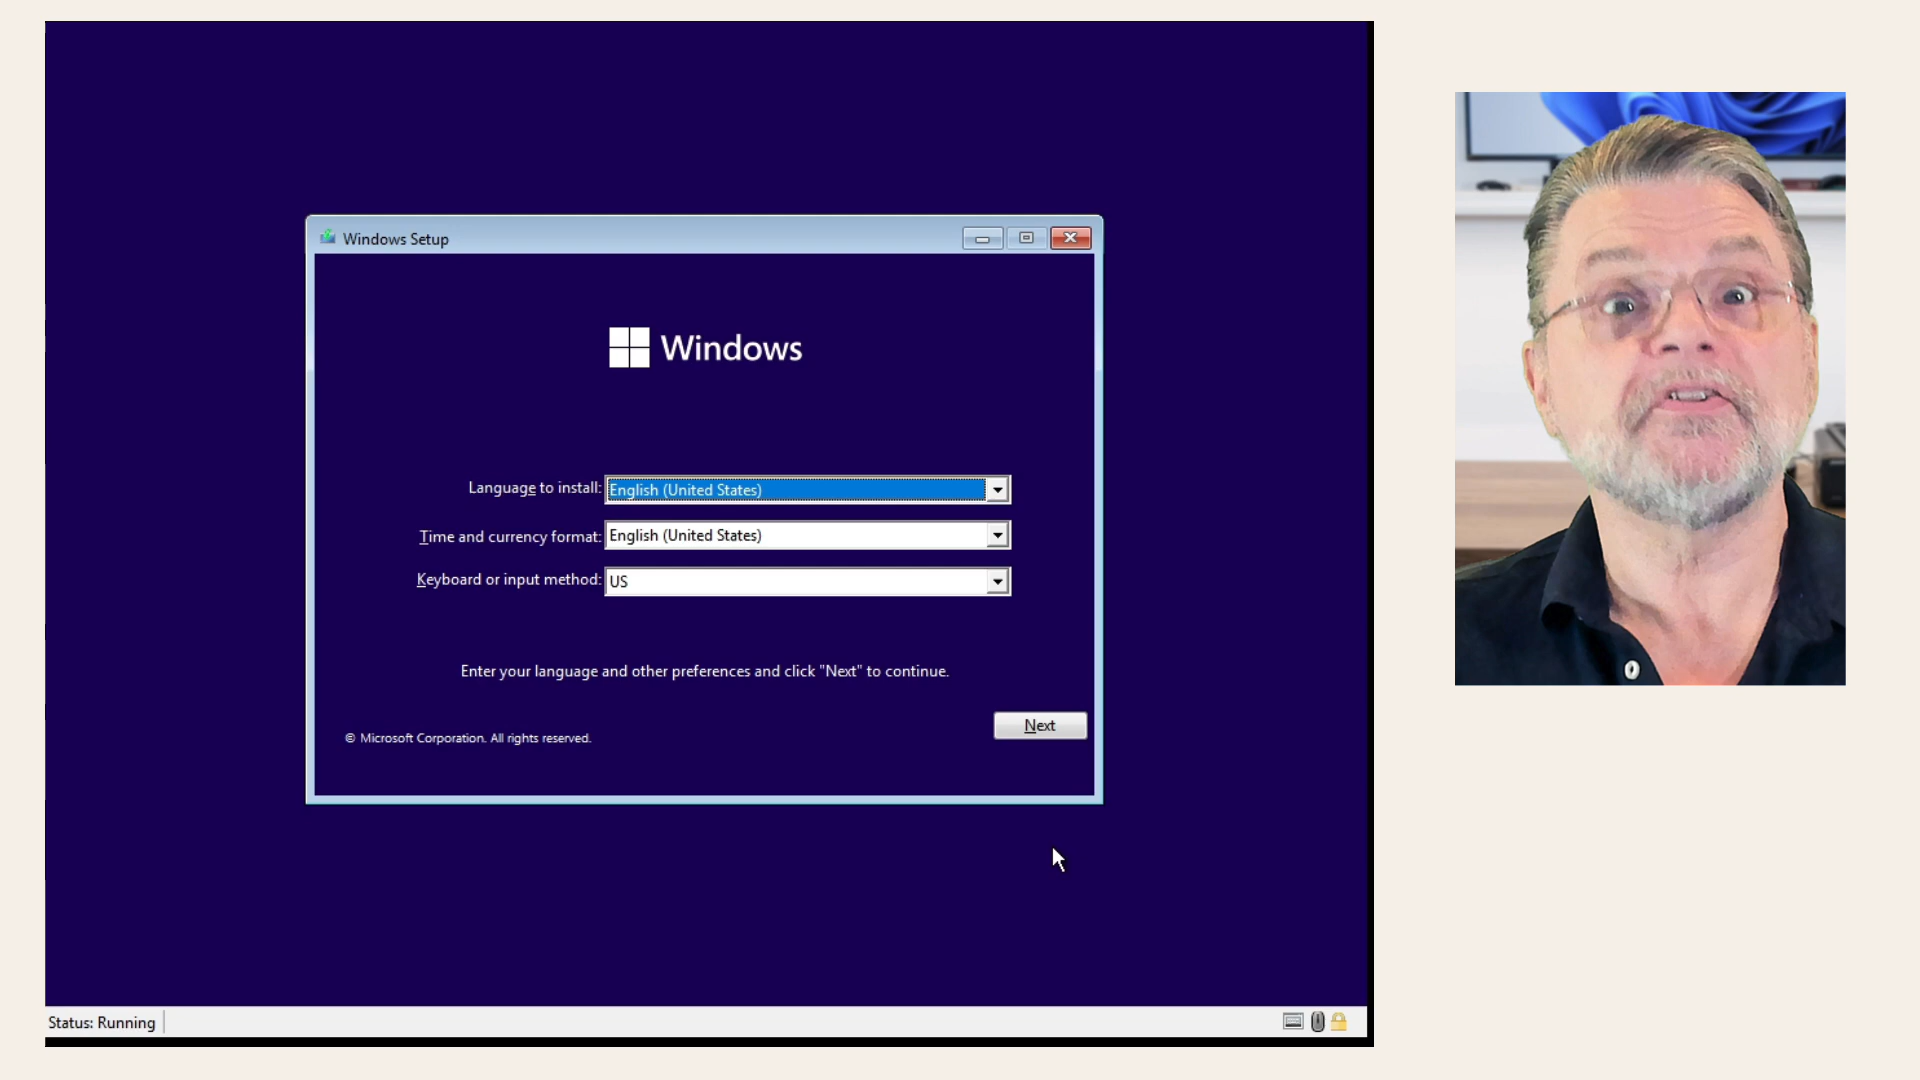 Windows Setup
Windows
Language to install: English (United States)
Time and currency format: English (United States)
Keyboard or input method: US
Enter your language and other preferences and click "Next" to continue.
Next
© Microsoft Corporation. All rights reserved.
Status: Running